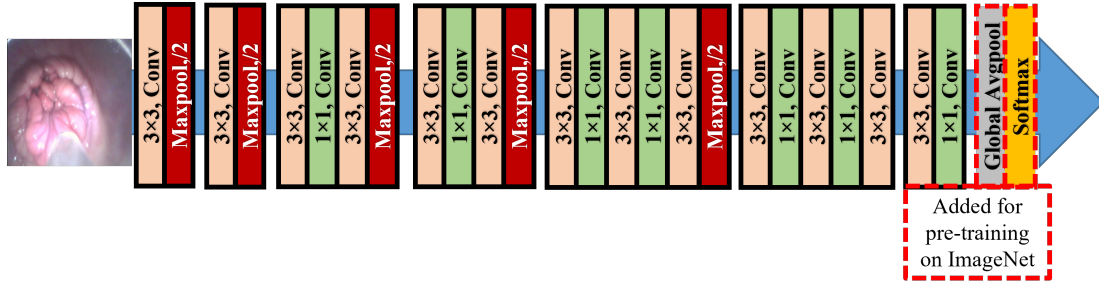 3×3, Conv
Maxpool,/2
3×3, Conv
Maxpool,/2
3×3, Conv
1×1, Conv
3×3, Conv
Maxpool,/2
3×3, Conv
1×1, Conv
3×3, Conv
Maxpool,/2
3×3, Conv
1×1, Conv
3×3, Conv
1×1, Conv
3×3, Conv
Maxpool,/2
3×3, Conv
1×1, Conv
3×3, Conv
1×1, Conv
3×3, Conv
3×3, Conv
1×1, Conv
Global Avgpool
Softmax
Added for
pre-training
on ImageNet